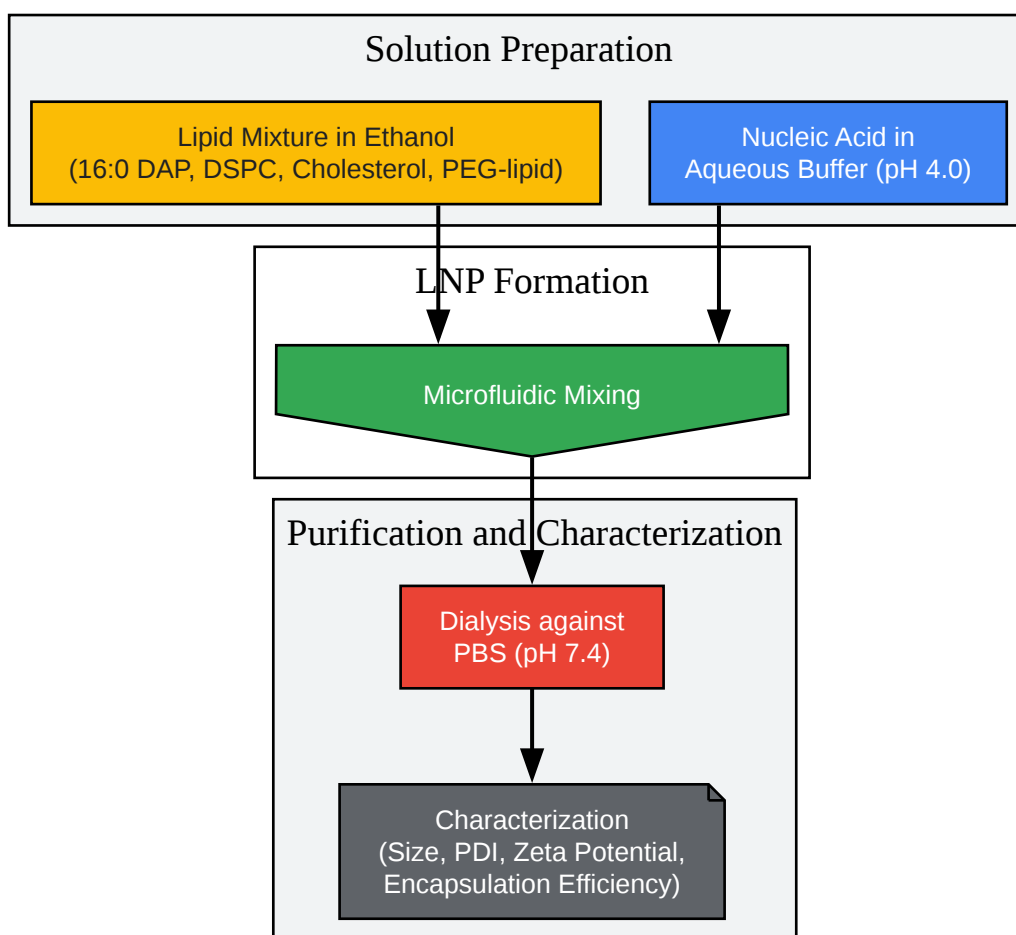 Solution Preparation
Lipid Mixture in Ethanol
(16:0 DAP, DSPC, Cholesterol, PEG-lipid)
Nucleic Acid in
Aqueous Buffer (pH 4.0)
LNP Formation
Microfluidic Mixing
Purification and Characterization
Dialysis against
PBS (pH 7.4)
Characterization
(Size, PDI, Zeta Potential,
Encapsulation Efficiency)